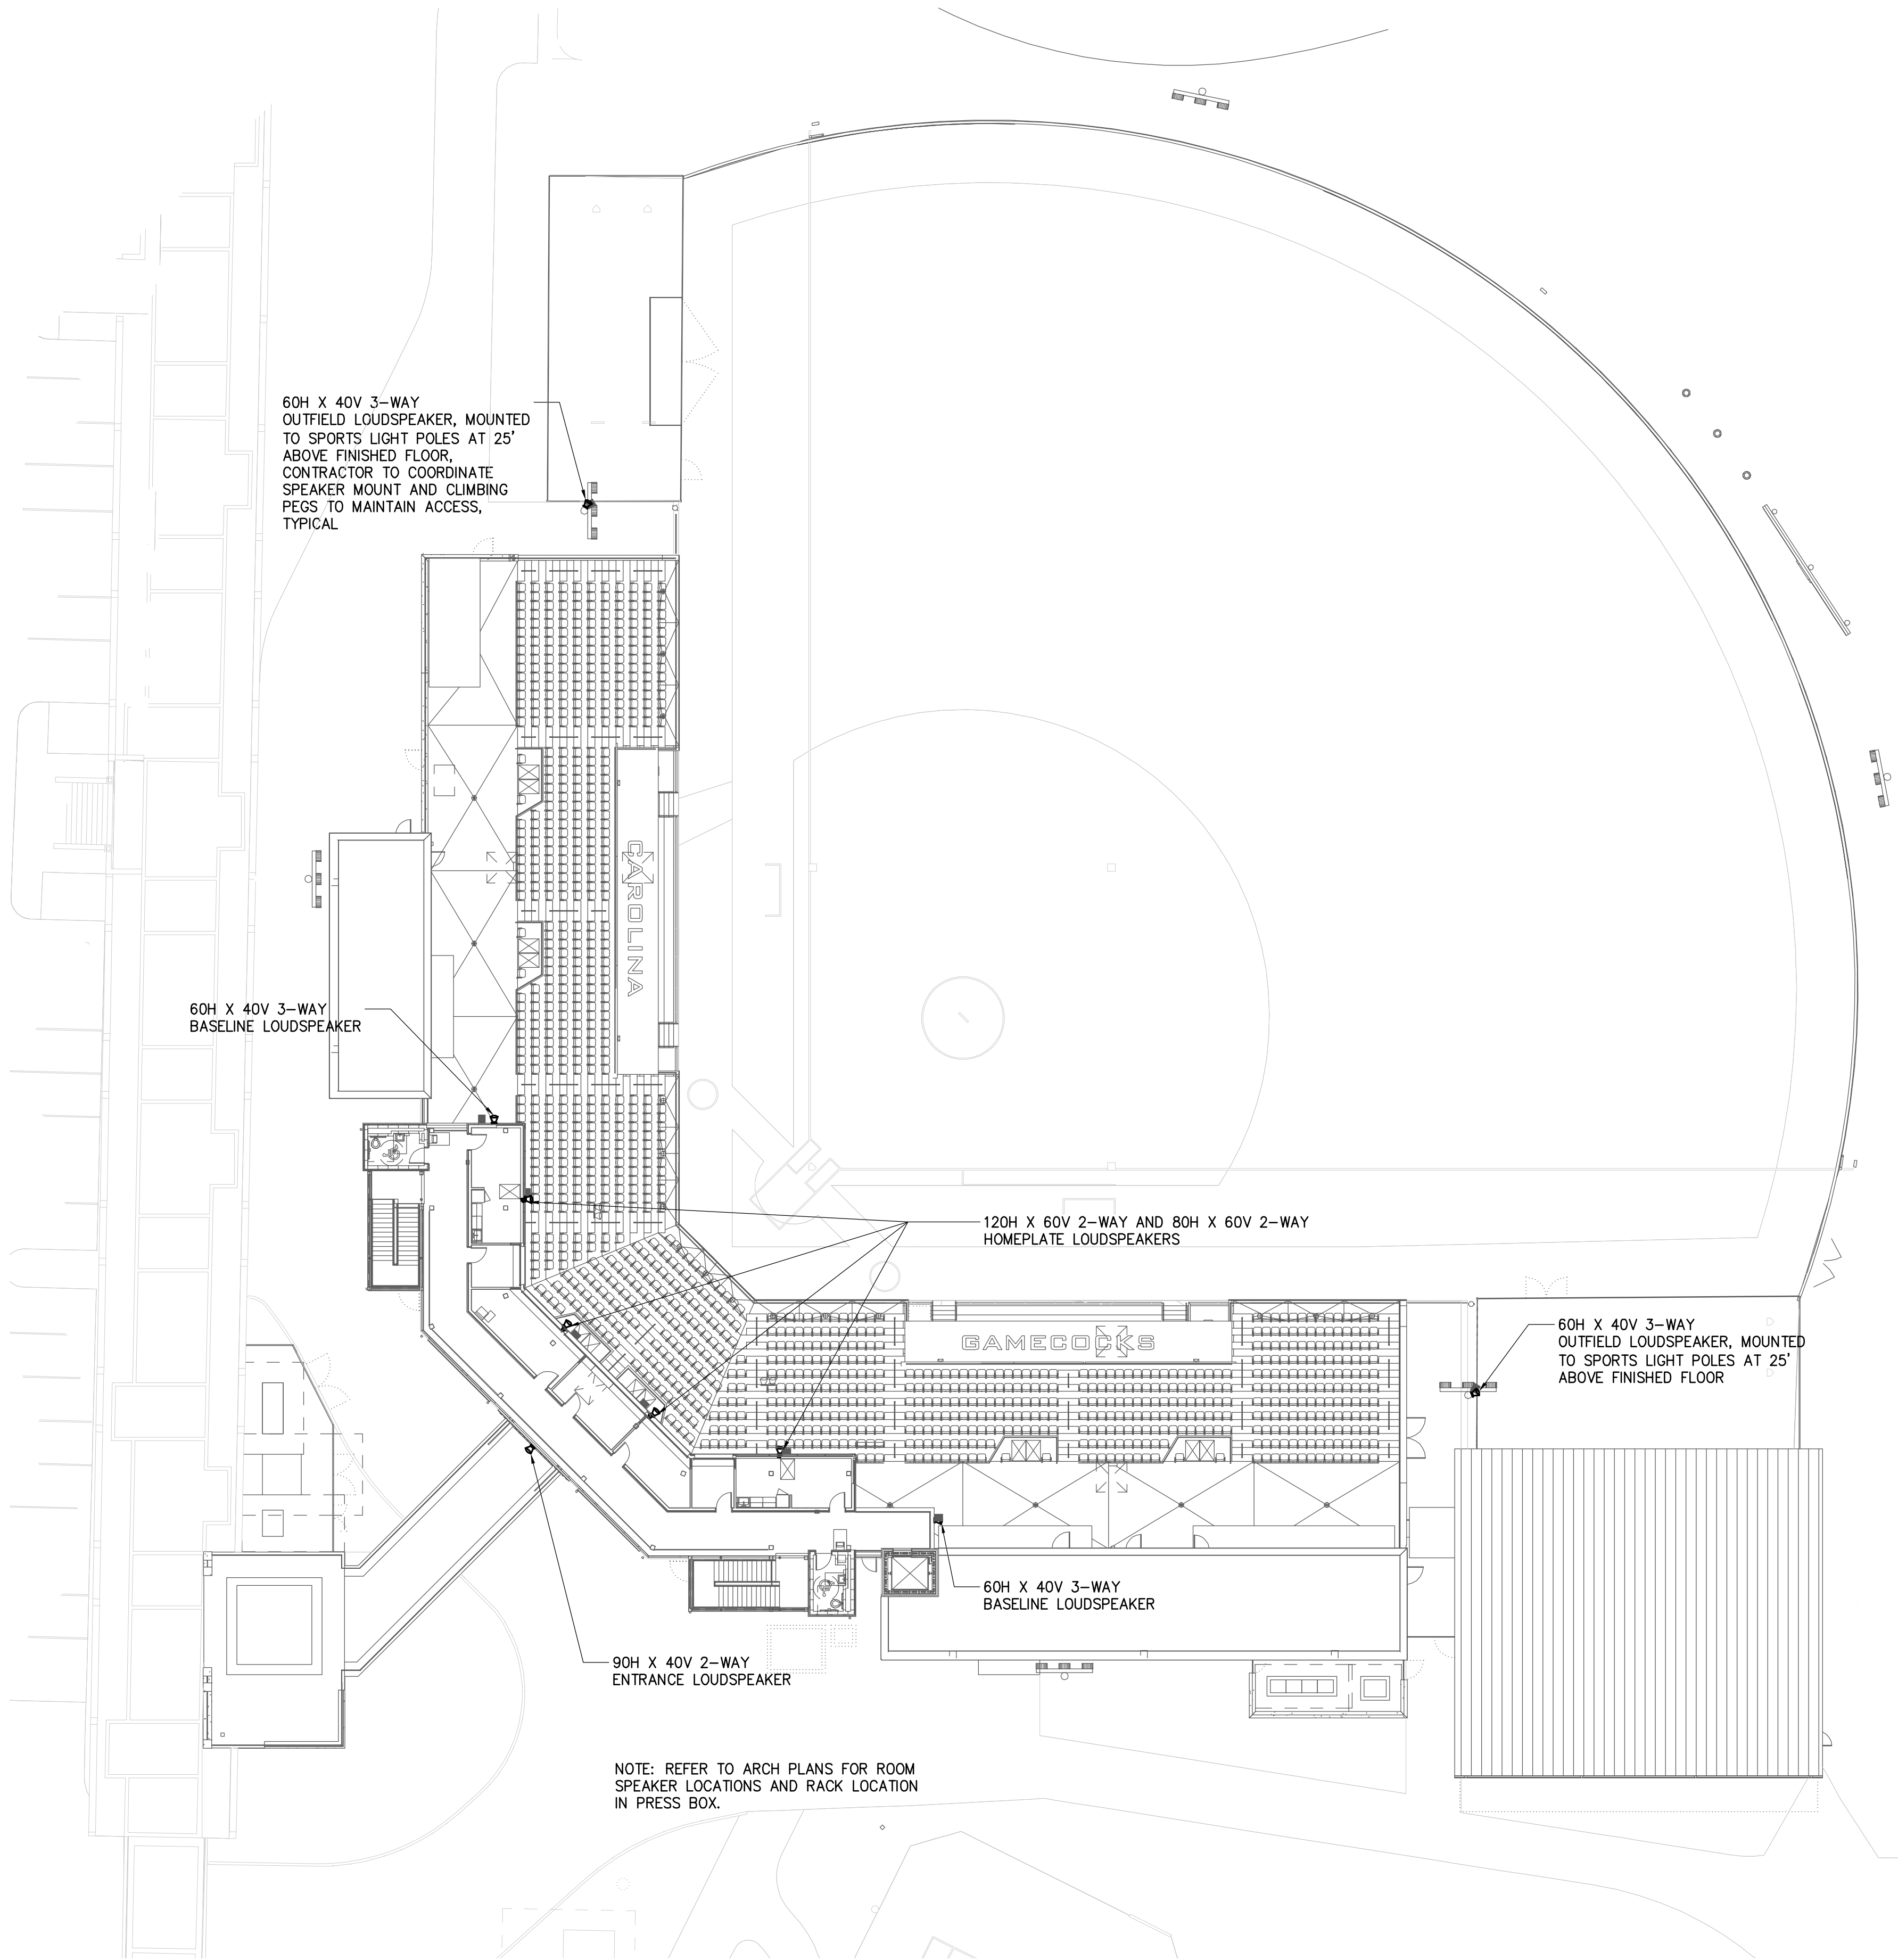 60H X 40V 3-WAY
OUTFIELD LOUDSPEAKER, MOUNTED
TO SPORTS LIGHT POLES AT 25'
ABOVE FINISHED FLOOR,
CONTRACTOR TO COORDINATE
SPEAKER MOUNT AND CLIMBING
PEGS TO MAINTAIN ACCESS,
TYPICAL
CAROLINA
60H X 40V 3-WAY
BASELINE LOUDSPEAKER
120H X 60V 2-WAY AND 80H X 60V 2-WAY
HOMEPLATE LOUDSPEAKERS
GAMECOCKS
60H X 40V 3-WAY
OUTFIELD LOUDSPEAKER, MOUNTED
TO SPORTS LIGHT POLES AT 25'
ABOVE FINISHED FLOOR
60H X 40V 3-WAY
BASELINE LOUDSPEAKER
90H X 40V 2-WAY
ENTRANCE LOUDSPEAKER
NOTE: REFER TO ARCH PLANS FOR ROOM
SPEAKER LOCATIONS AND RACK LOCATION
IN PRESS BOX.